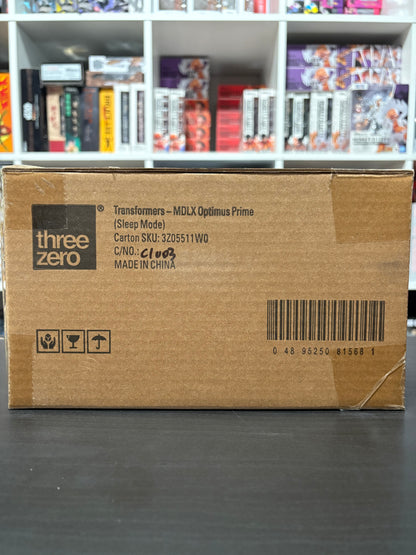 three
zero
®
Transformers – MDLX Optimus Prime
(Sleep Mode)
Carton SKU: 3Z05511W0
C/NO.: C1003
MADE IN CHINA
0 48 95250 81568 1